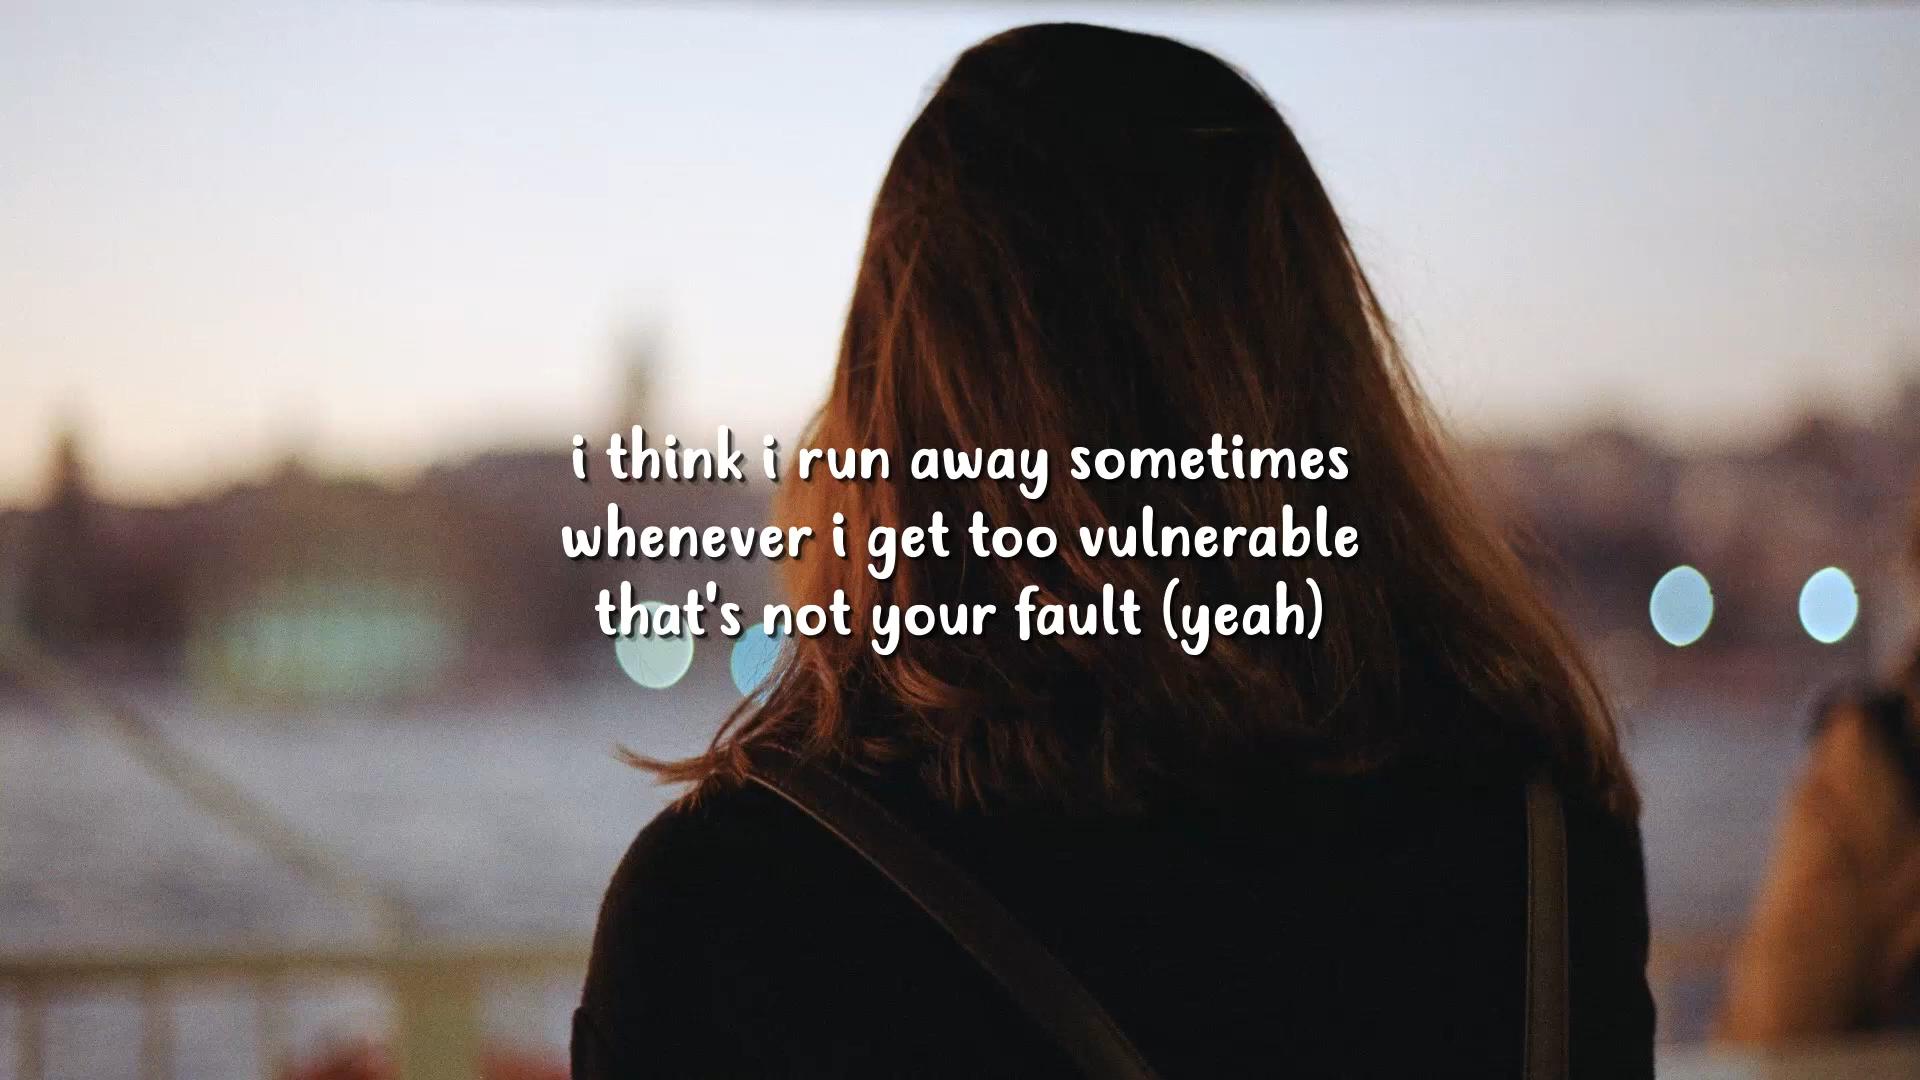 i think i run away sometimes
whenever i get too vulnerable
that's not your fault (yeah)